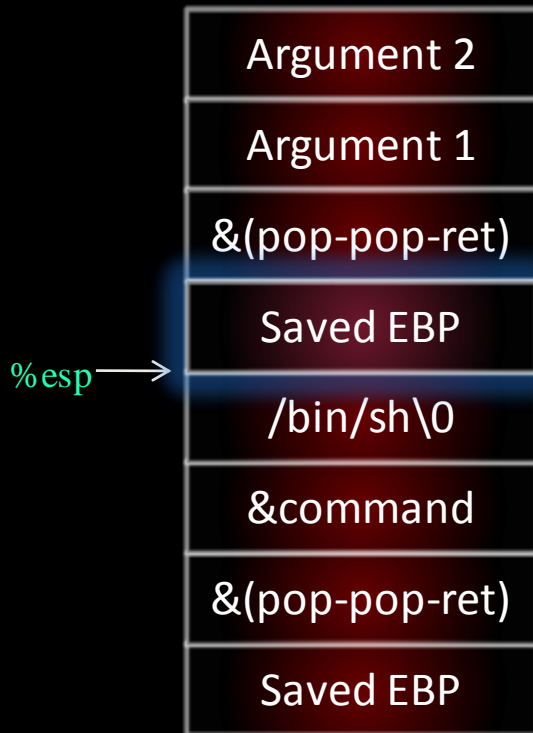 Argument 2
Argument 1
&(pop-pop-ret)
Saved EBP
%esp
/bin/sh\0
&command
&(pop-pop-ret)
Saved EBP